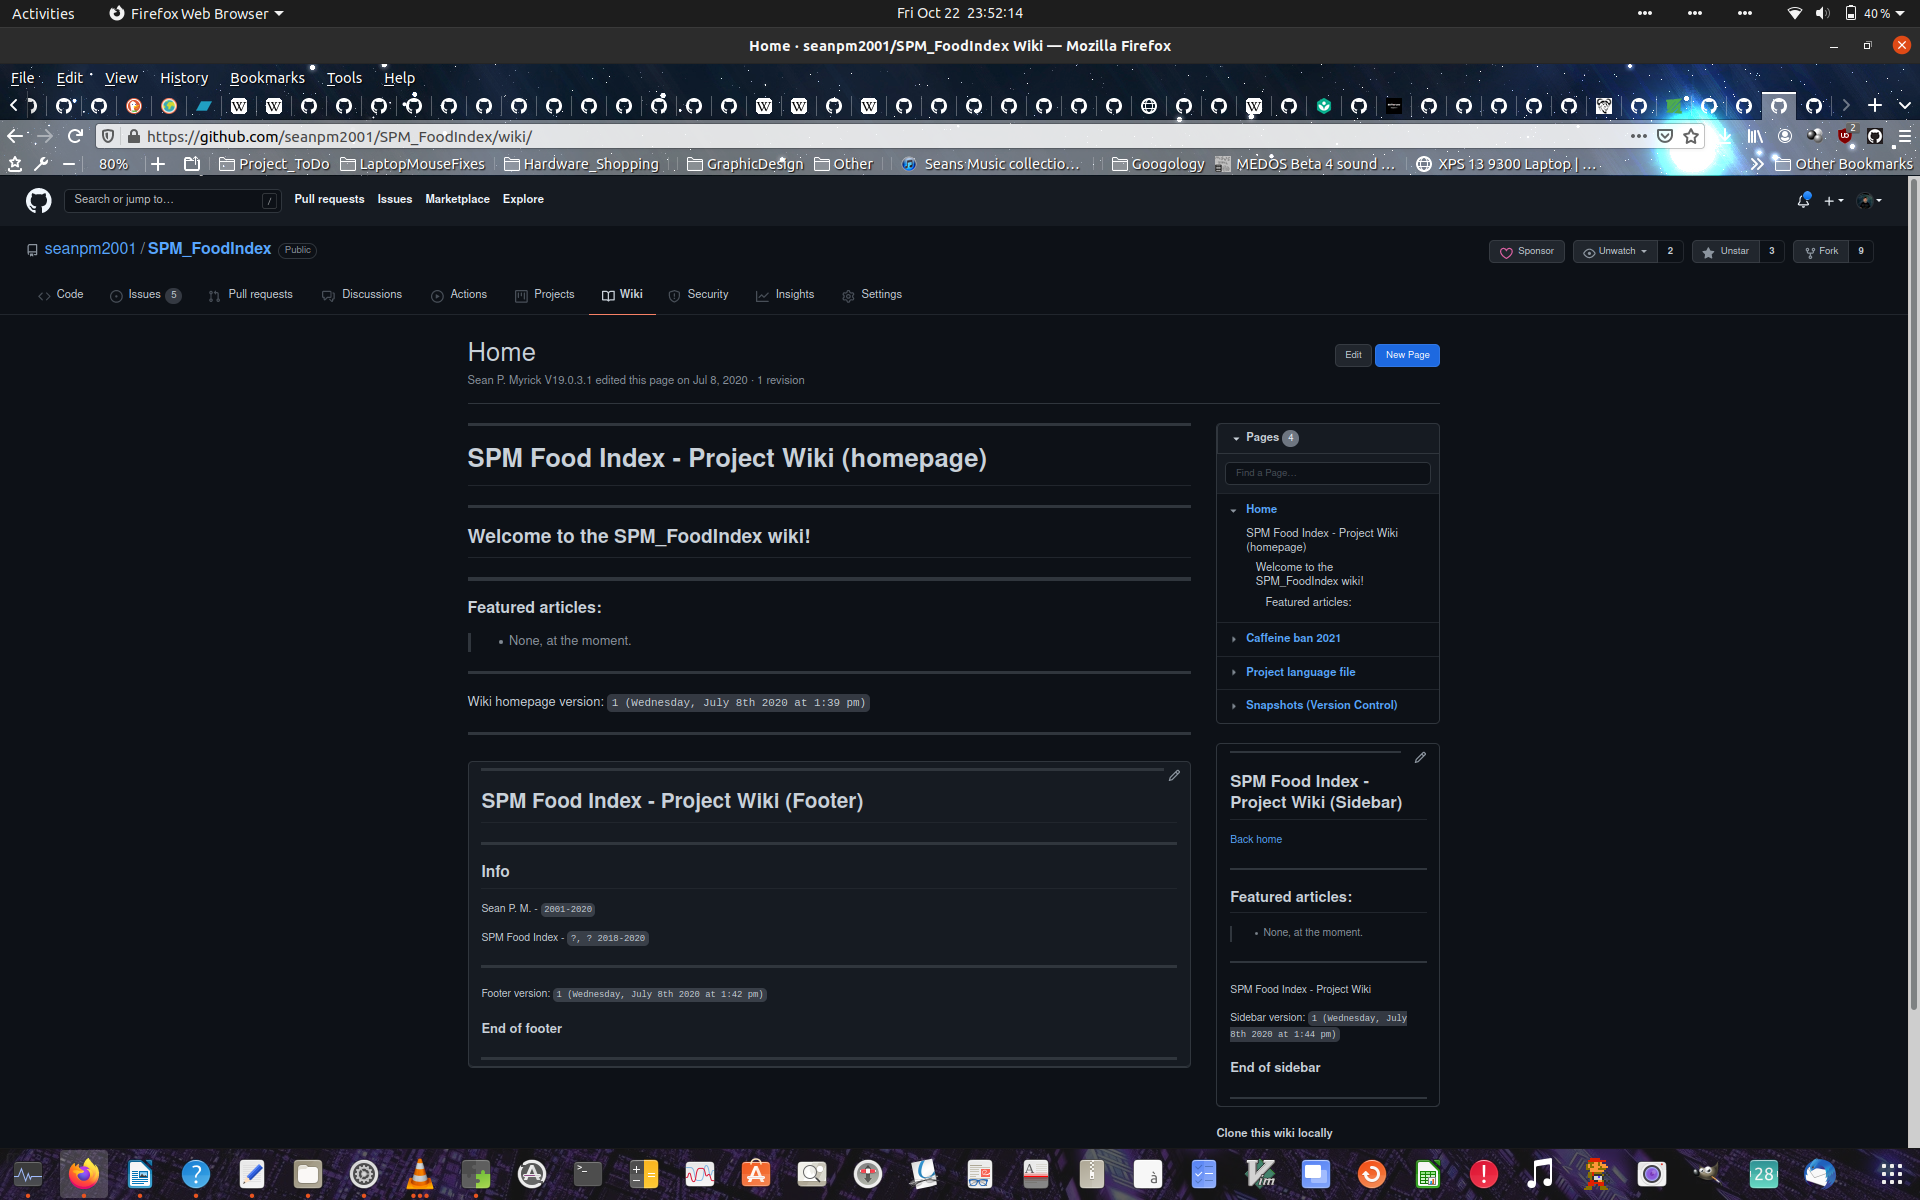 Activities Firefox Web Browser Fri Oct 22 23:52:14 40 %
Home · seanpm2001/SPM_FoodIndex Wiki — Mozilla Firefox
File Edit View History Bookmarks Tools Help
https://github.com/seanpm2001/SPM_FoodIndex/wiki/
80% Project_ToDo LaptopMouseFixes Hardware_Shopping GraphicDesign Other Seans Music collectio… Googology MEDOS Beta 4 sound … XPS 13 9300 Laptop | … Other Bookmarks
Search or jump to… / Pull requests Issues Marketplace Explore
seanpm2001 / SPM_FoodIndex Public Sponsor Unwatch 2 Unstar 3 Fork 9
Code Issues 5 Pull requests Discussions Actions Projects Wiki Security Insights Settings
Home Edit New Page
Sean P. Myrick V19.0.3.1 edited this page on Jul 8, 2020 · 1 revision
SPM Food Index - Project Wiki (homepage)
Welcome to the SPM_FoodIndex wiki!
Featured articles:
• None, at the moment.
Wiki homepage version: 1 (Wednesday, July 8th 2020 at 1:39 pm)
SPM Food Index - Project Wiki (Footer)
Info
Sean P. M. - 2001-2020
SPM Food Index - ?, ? 2018-2020
Footer version: 1 (Wednesday, July 8th 2020 at 1:42 pm)
End of footer
Pages 4
Find a Page…
Home
SPM Food Index - Project Wiki
(homepage)
Welcome to the
SPM_FoodIndex wiki!
Featured articles:
Caffeine ban 2021
Project language file
Snapshots (Version Control)
SPM Food Index -
Project Wiki (Sidebar)
Back home
Featured articles:
• None, at the moment.
SPM Food Index - Project Wiki
Sidebar version: 1 (Wednesday, July
8th 2020 at 1:44 pm)
End of sidebar
Clone this wiki locally
28